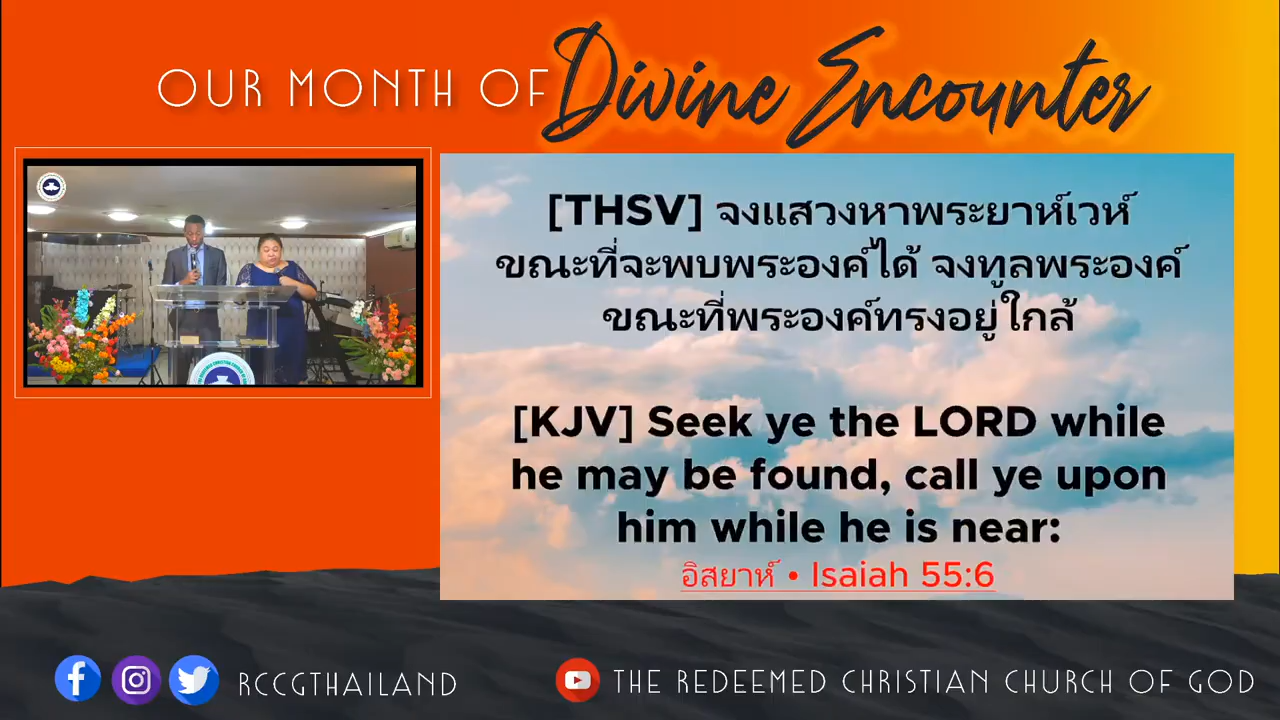 OUR MONTH OF Divine Encounter
[THSV] จงแสวงหาพระยาห์เวห์
ขณะที่จะพบพระองค์ได้ จงทูลพระองค์
ขณะที่พระองค์ทรงอยู่ใกล้
[KJV] Seek ye the LORD while
he may be found, call ye upon
him while he is near:
อิสยาห์ • Isaiah 55:6
RCCGTHAILAND
THE REDEEMED CHRISTIAN CHURCH OF GOD